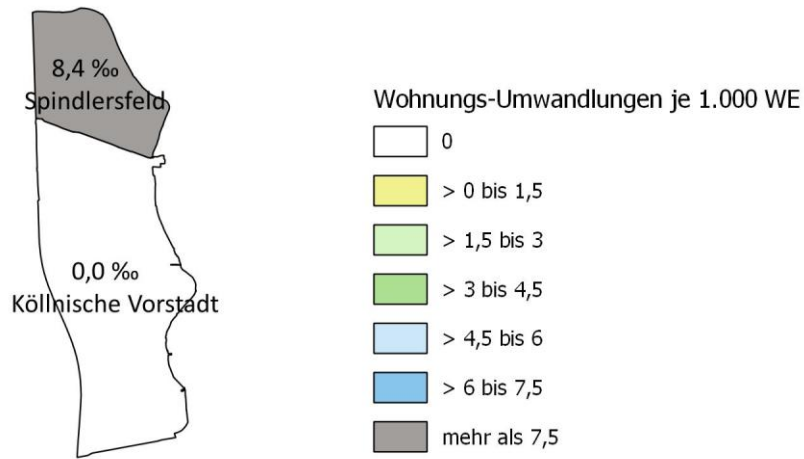 8,4 ‰
Spindlersfeld
0,0 ‰
Köllnische Vorstadt
Wohnungs-Umwandlungen je 1.000 WE
0
> 0 bis 1,5
> 1,5 bis 3
> 3 bis 4,5
> 4,5 bis 6
> 6 bis 7,5
mehr als 7,5